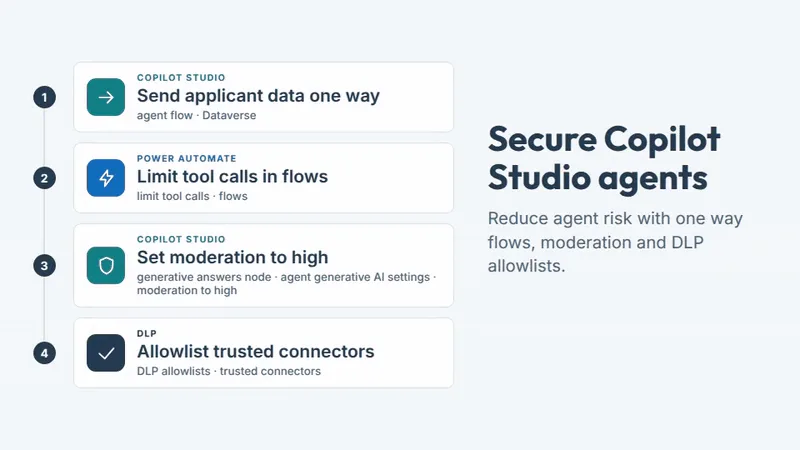 1
COPILOT STUDIO
Send applicant data one way
agent flow · Dataverse
2
POWER AUTOMATE
Limit tool calls in flows
limit tool calls · flows
3
COPILOT STUDIO
Set moderation to high
generative answers node · agent generative AI settings ·
moderation to high
4
DLP
Allowlist trusted connectors
DLP allowlists · trusted connectors
Secure Copilot
Studio agents
Reduce agent risk with one way
flows, moderation and DLP
allowlists.